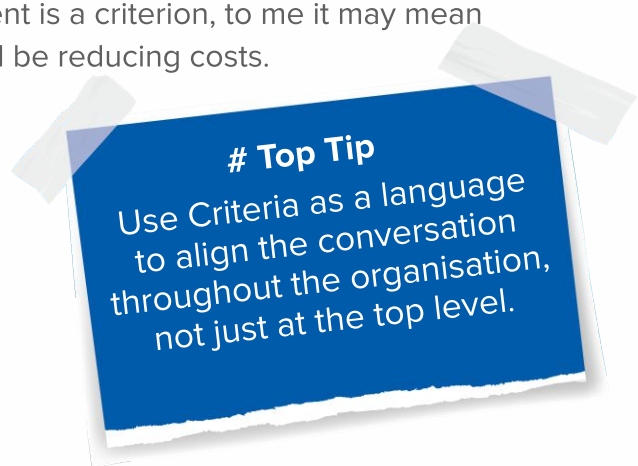 is a criterion, to me it may mean
be reducing costs.
# Top Tip
Use Criteria as a language
to align the conversation
throughout the organisation,
not just at the top level.